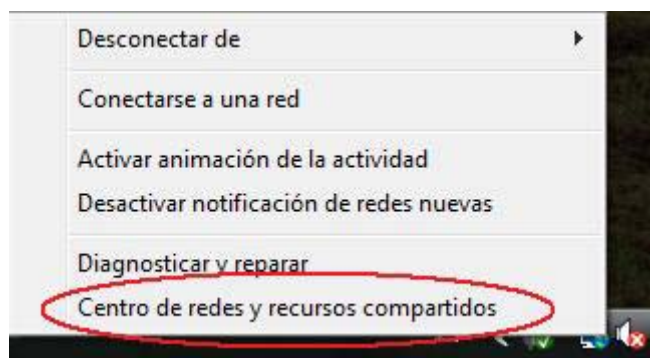 Desconectar de
Conectarse a una red
Activar animación de la actividad
Desactivar notificación de redes nuevas
Diagnosticar y reparar
Centro de redes y recursos compartidos